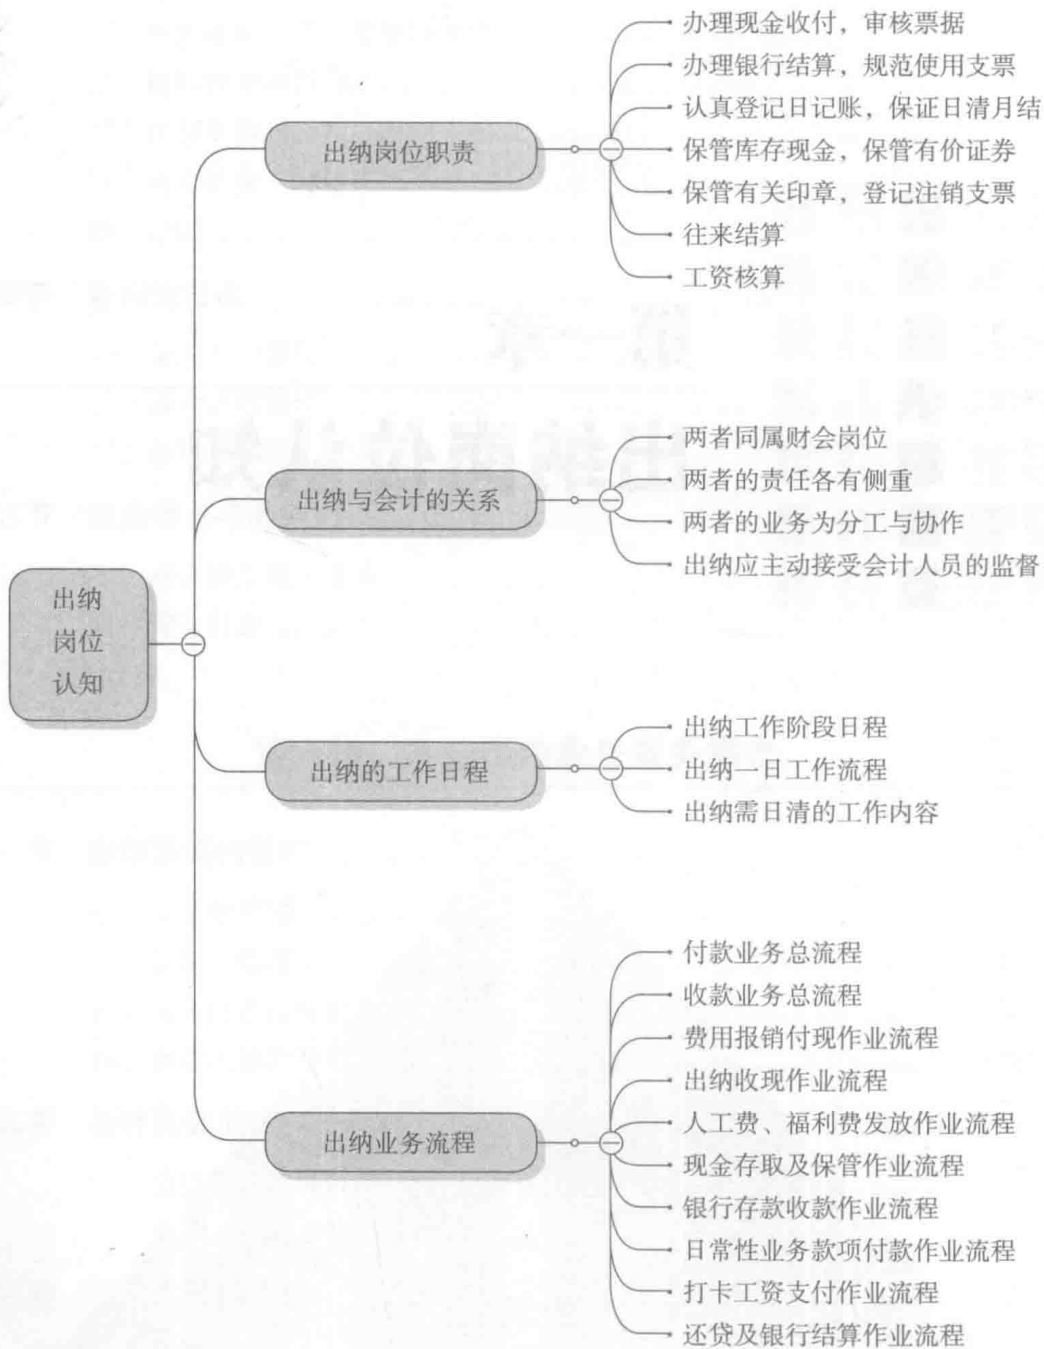 办理现金收付，审核票据
办理银行结算，规范使用支票
认真登记日记账，保证日清月结
出纳岗位职责
保管库存现金，保管有价证券
保管有关印章，登记注销支票
往来结算
工资核算
两者同属财会岗位
两者的责任各有侧重
出纳与会计的关系
两者的业务为分工与协作
出纳应主动接受会计人员的监督
出纳
岗位
认知
出纳工作阶段日程
出纳的工作日程
出纳一日工作流程
出纳需日清的工作内容
付款业务总流程
收款业务总流程
费用报销付现作业流程
出纳收现作业流程
人工费、福利费发放作业流程
出纳业务流程
现金存取及保管作业流程
银行存款收款作业流程
日常性业务款项付款作业流程
打卡工资支付作业流程
还贷及银行结算作业流程